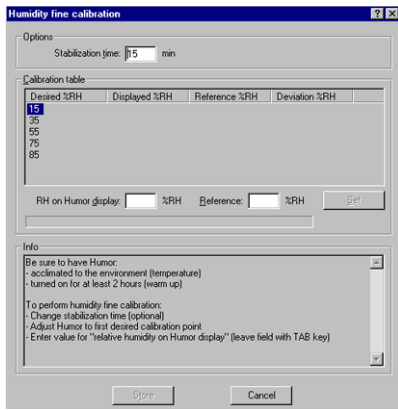 Humidity fine calibration
Options
Stabilization time: 15 min
Calibration table
Desired %RH Displayed %RH Reference %RH Deviation %RH
15
35
55
75
85
RH on Humor display: %RH Reference: %RH Set
Info
Be sure to have Humor:
- acclimated to the environment (temperature)
- turned on for at least 2 hours (warm up)
To perform humidity fine calibration:
- Change stabilization time (optional)
- Adjust Humor to first desired calibration point
- Enter value for "relative humidity on Humor display" (leave field with TAB key)
Store Cancel